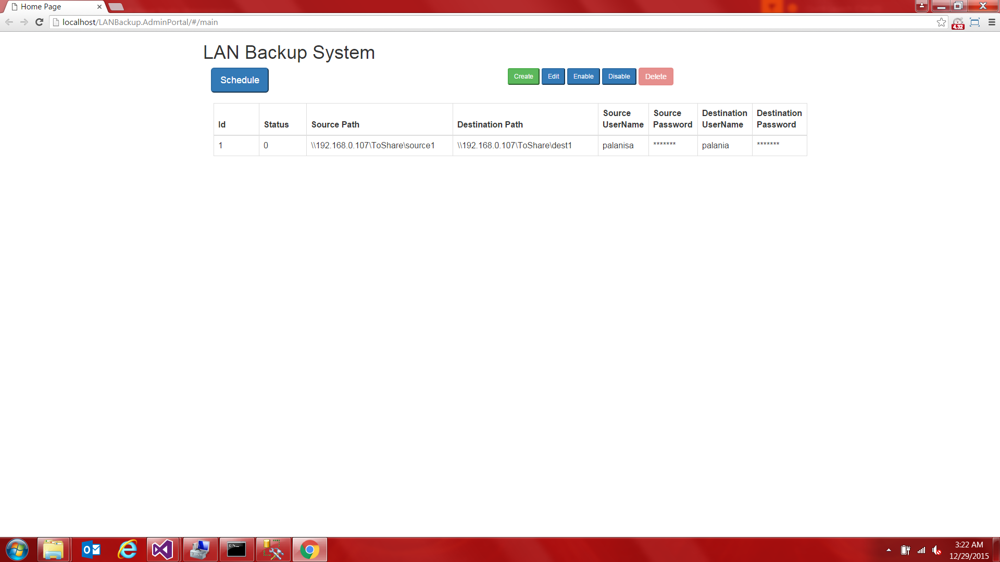 Home Page
localhost/LANBackup.AdminPortal/#/main
4.32
LAN Backup System
Schedule
Create Edit Enable Disable Delete
Id Status Source Path Destination Path Source UserName Source Password Destination UserName Destination Password
1 0 \\192.168.0.107\ToShare\source1 \\192.168.0.107\ToShare\dest1 palanisa ******* palania *******
3:22 AM
12/29/2015